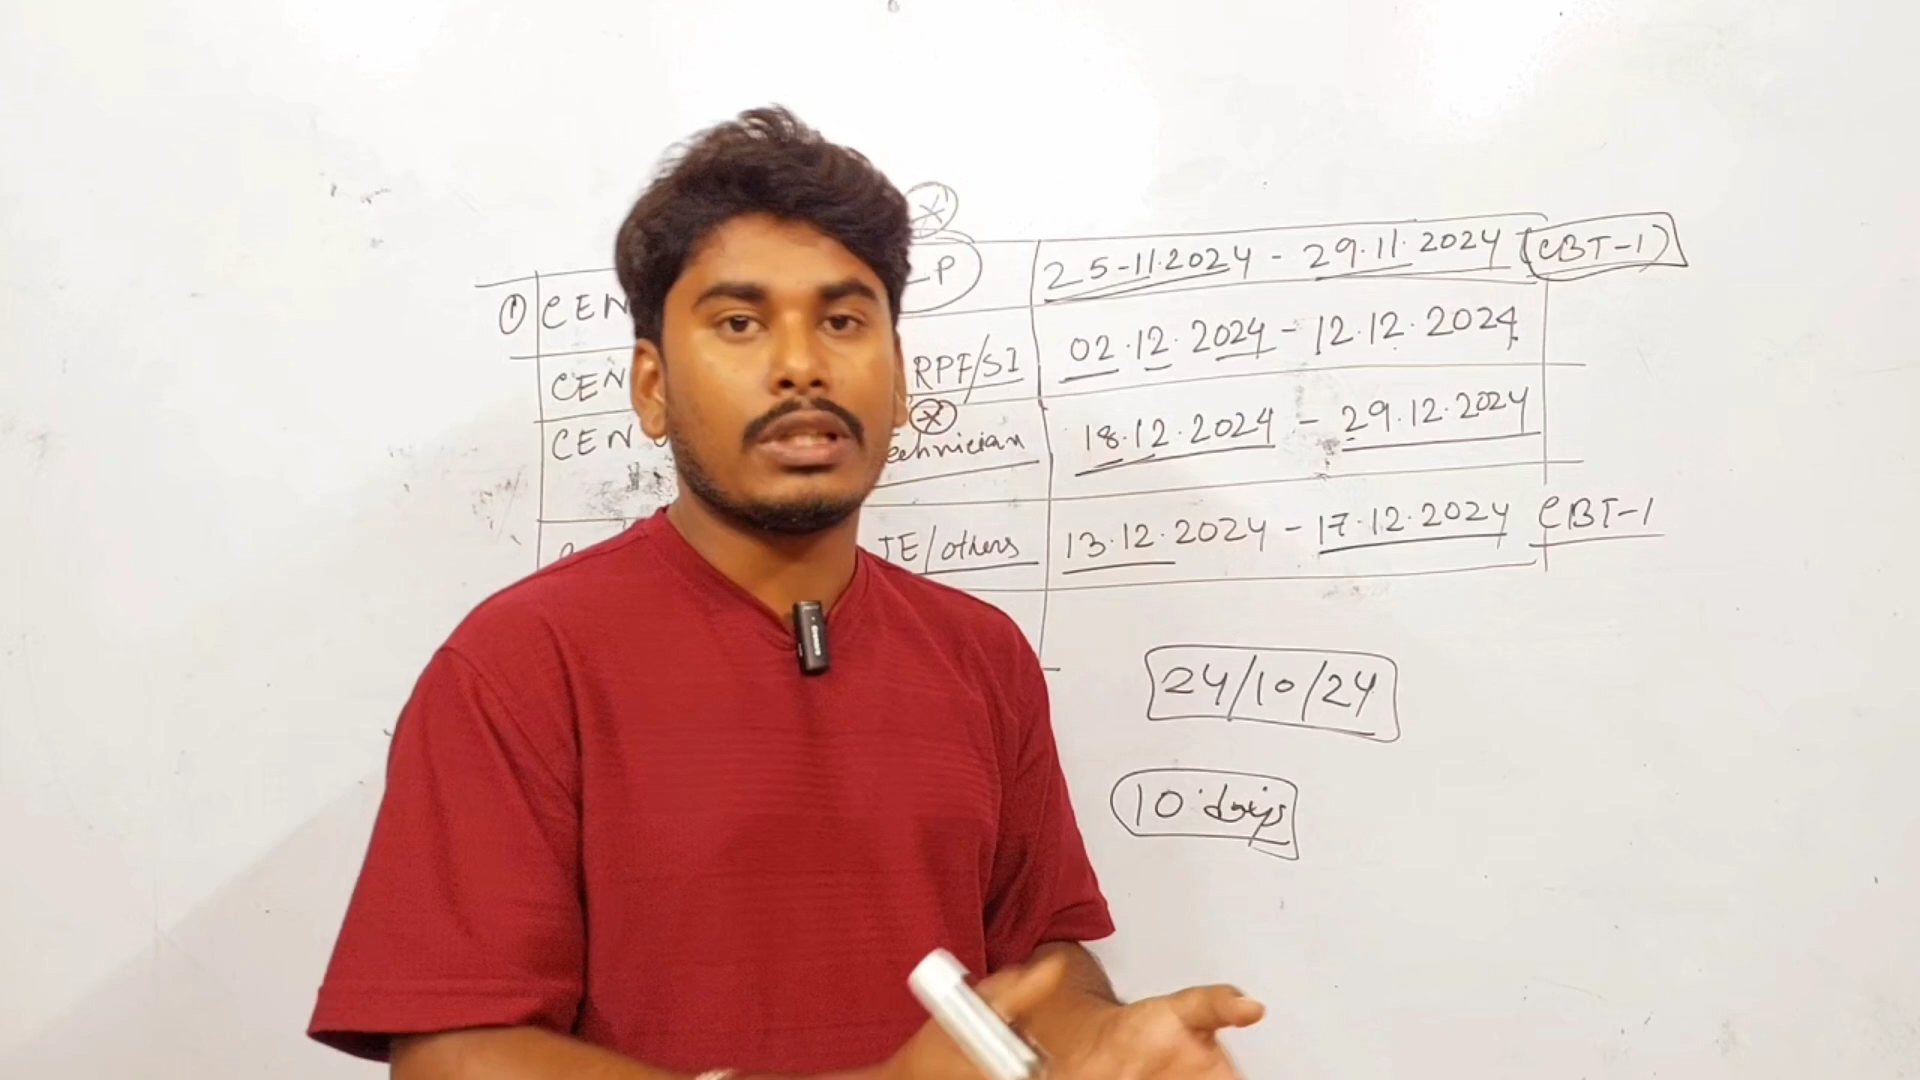 ① CEN LP 25-11.2024 - 29.11.2024 (CBT-1)
CEN RPF/SI 02.12.2024 - 12.12.2024
CEN echnician 18.12.2024 - 29.12.2024
JE/others 13.12.2024 - 17.12.2024 CBT-1
24/10/24
10 days